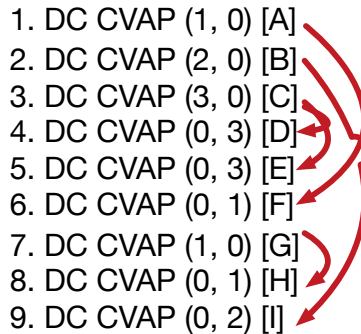 1. DC CVAP (1, 0) [A]
2. DC CVAP (2, 0) [B]
3. DC CVAP (3, 0) [C]
4. DC CVAP (0, 3) [D]
5. DC CVAP (0, 3) [E]
6. DC CVAP (0, 1) [F]
7. DC CVAP (1, 0) [G]
8. DC CVAP (0, 1) [H]
9. DC CVAP (0, 2) [I]